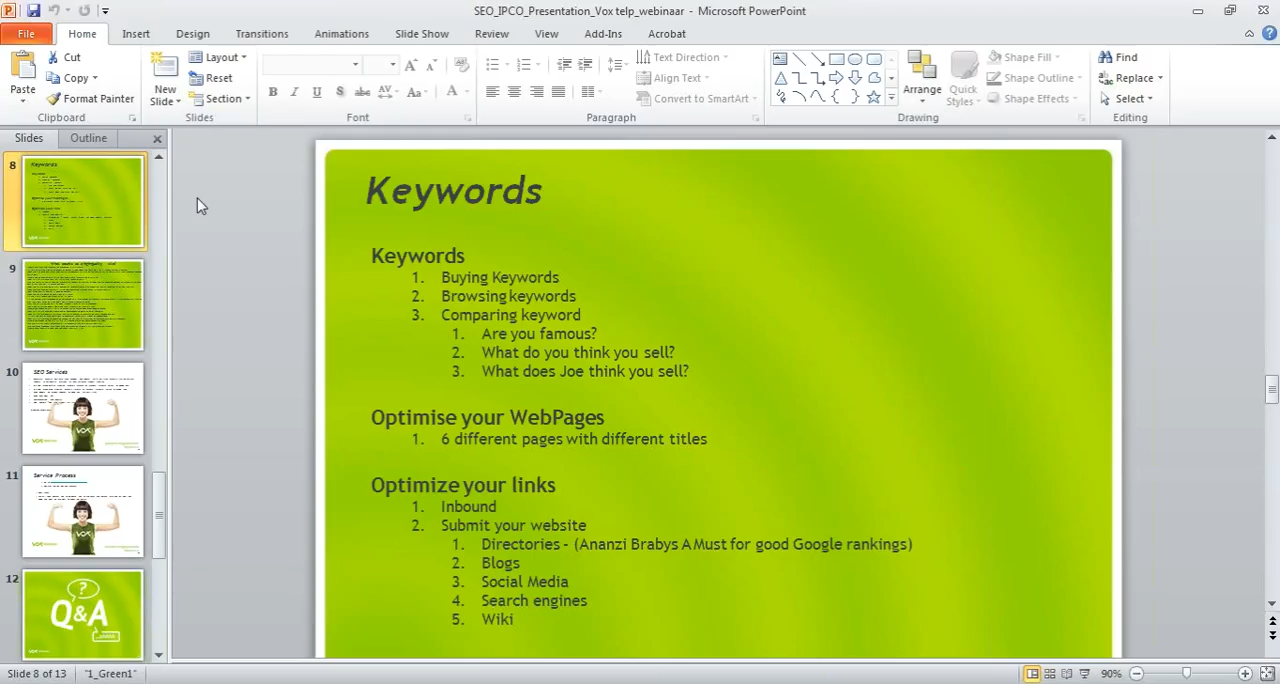 SEO_IPCO_Presentation_Vox telp_webinaar - Microsoft PowerPoint
File Home Insert Design Transitions Animations Slide Show Review View Add-Ins Acrobat
Paste
Cut
Copy
Format Painter
Clipboard
New Slide
Layout
Reset
Section
Slides
B I U S abc AV Aa A
Font
Text Direction
Align Text
Convert to SmartArt
Paragraph
Arrange
Quick Styles
Shape Fill
Shape Outline
Shape Effects
Drawing
Find
Replace
Select
Editing
Slides Outline
8
Keywords
9
10
SEO Services
VOX
11
Service Process
12
?
Q&A
Keywords
Keywords
1. Buying Keywords
2. Browsing keywords
3. Comparing keyword
1. Are you famous?
2. What do you think you sell?
3. What does Joe think you sell?
Optimise your WebPages
1. 6 different pages with different titles
Optimize your links
1. Inbound
2. Submit your website
1. Directories - (Ananzi Brabys A Must for good Google rankings)
2. Blogs
3. Social Media
4. Search engines
5. Wiki
Slide 8 of 13 "1_Green1" 90%